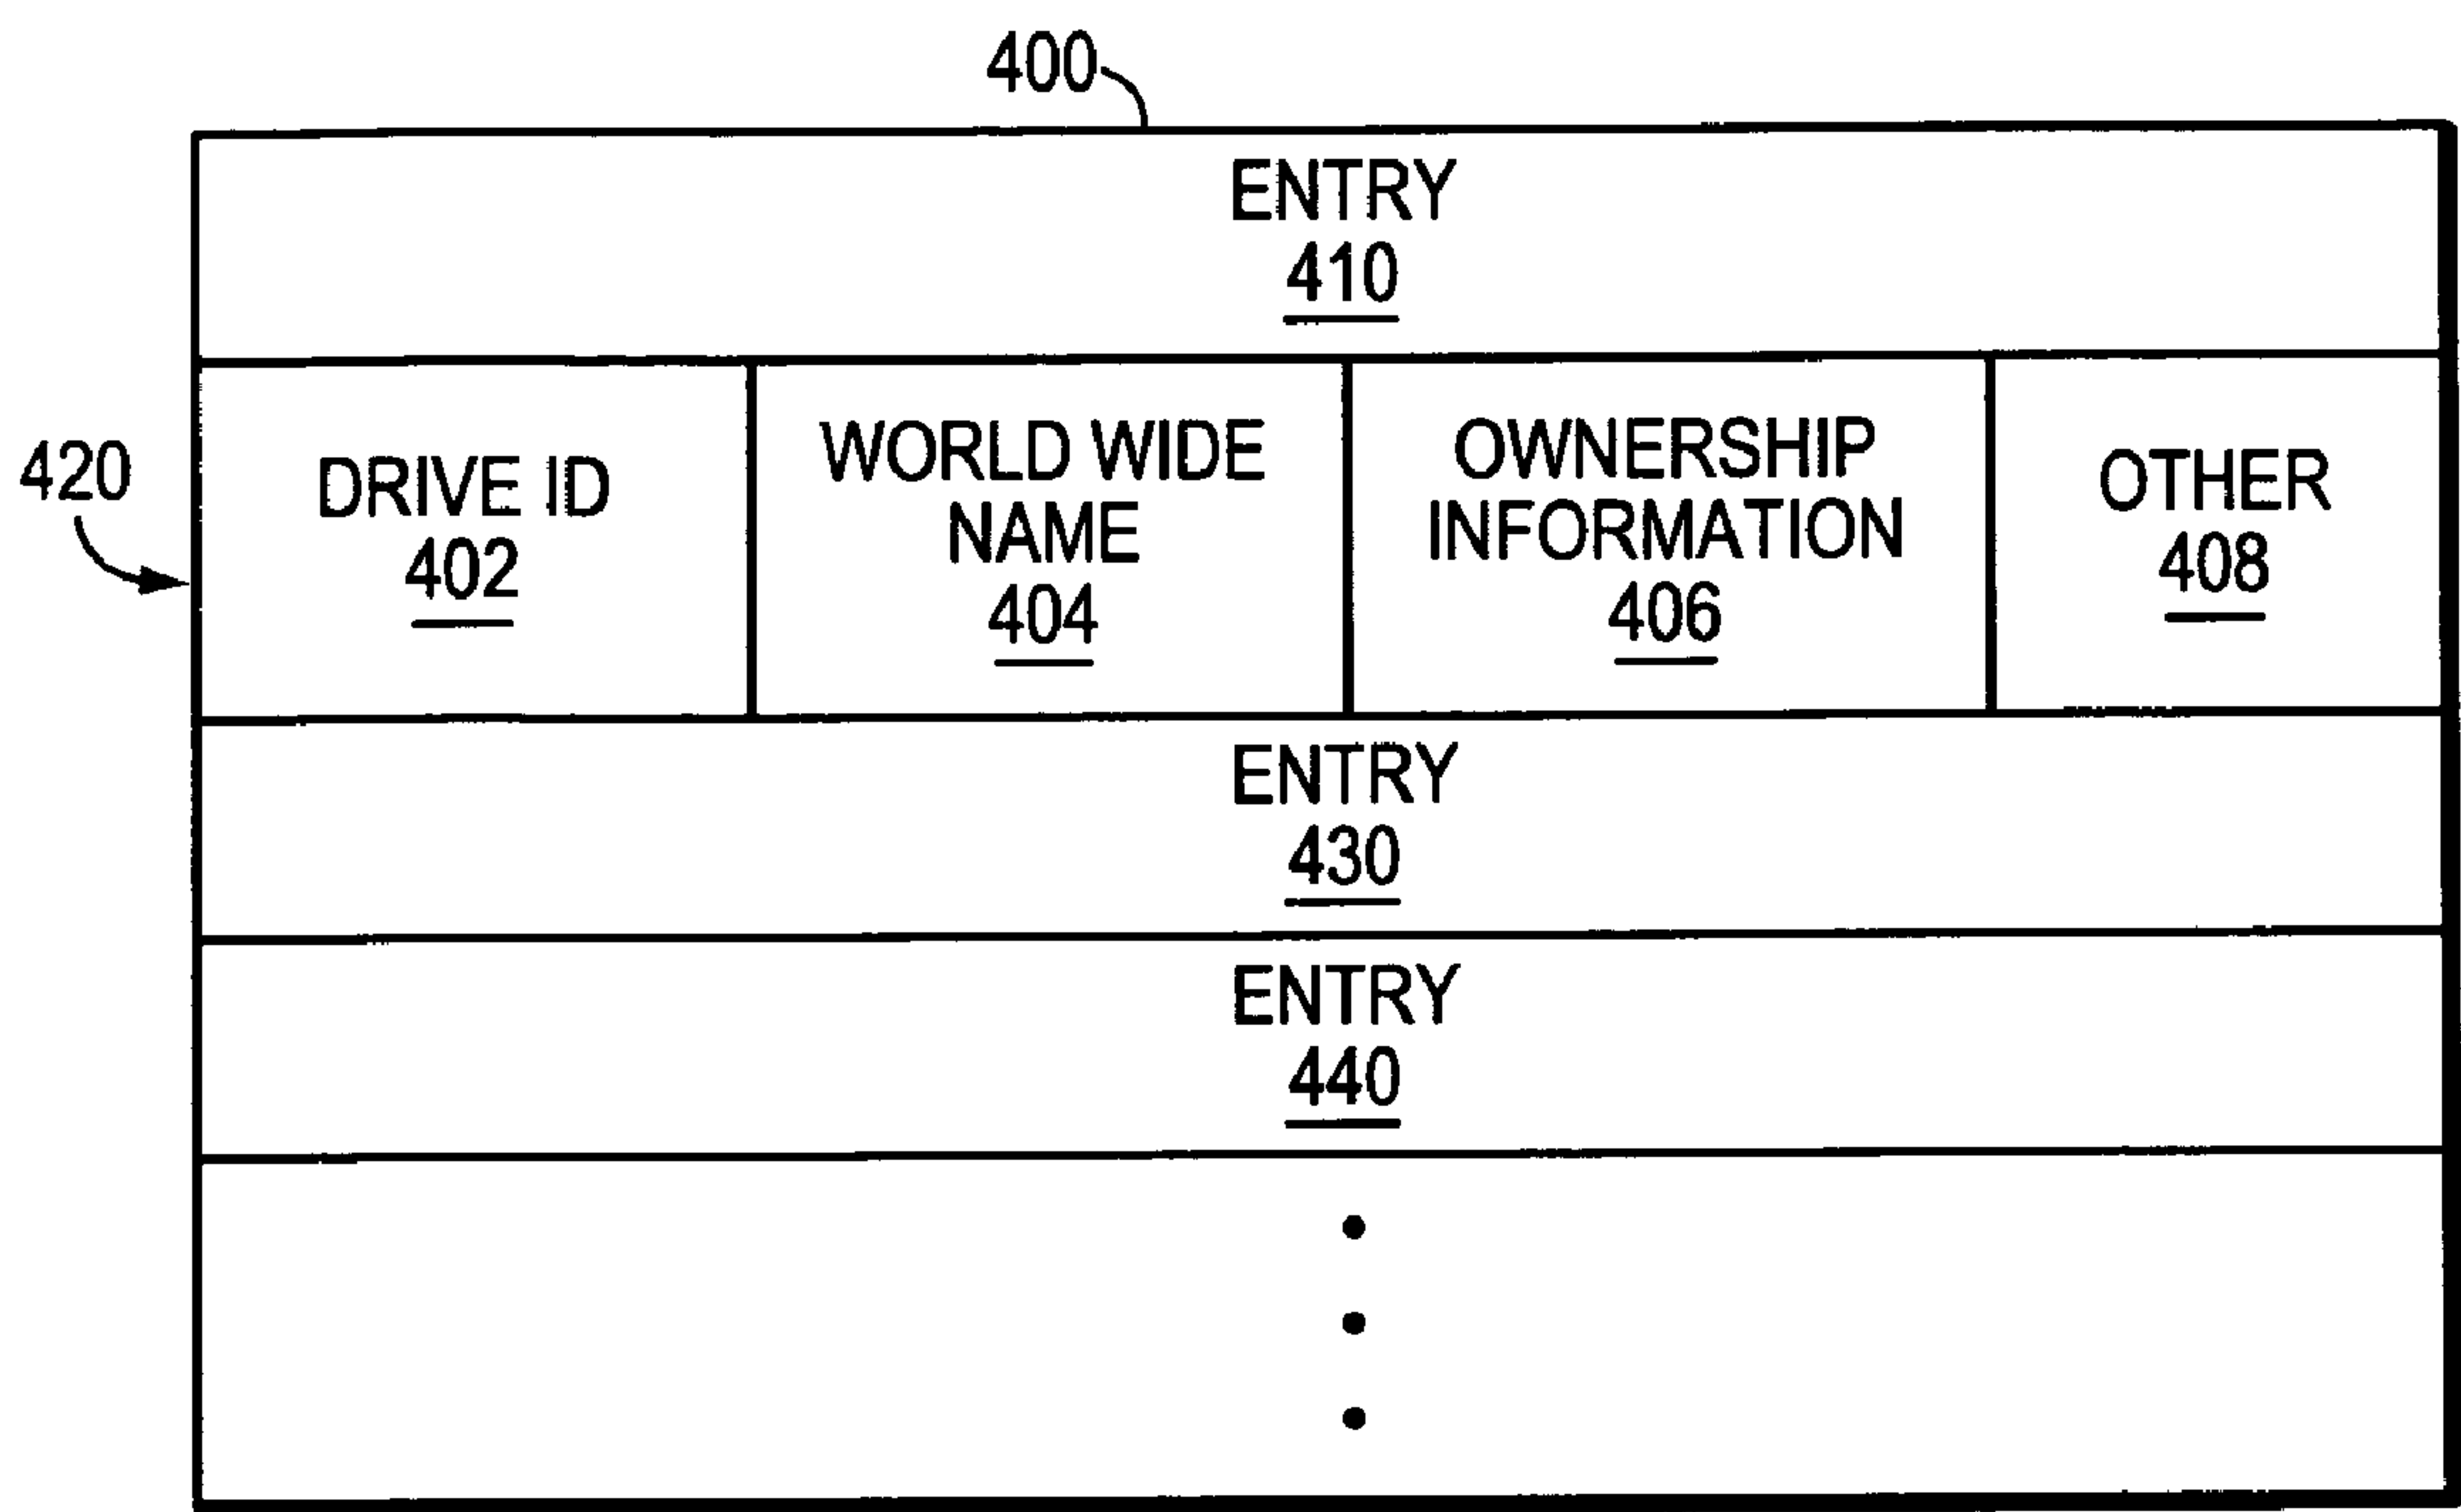 400
ENTRY
410
420
DRIVE ID
402
WORLD WIDE
NAME
404
OWNERSHIP
INFORMATION
406
OTHER
408
ENTRY
430
ENTRY
440